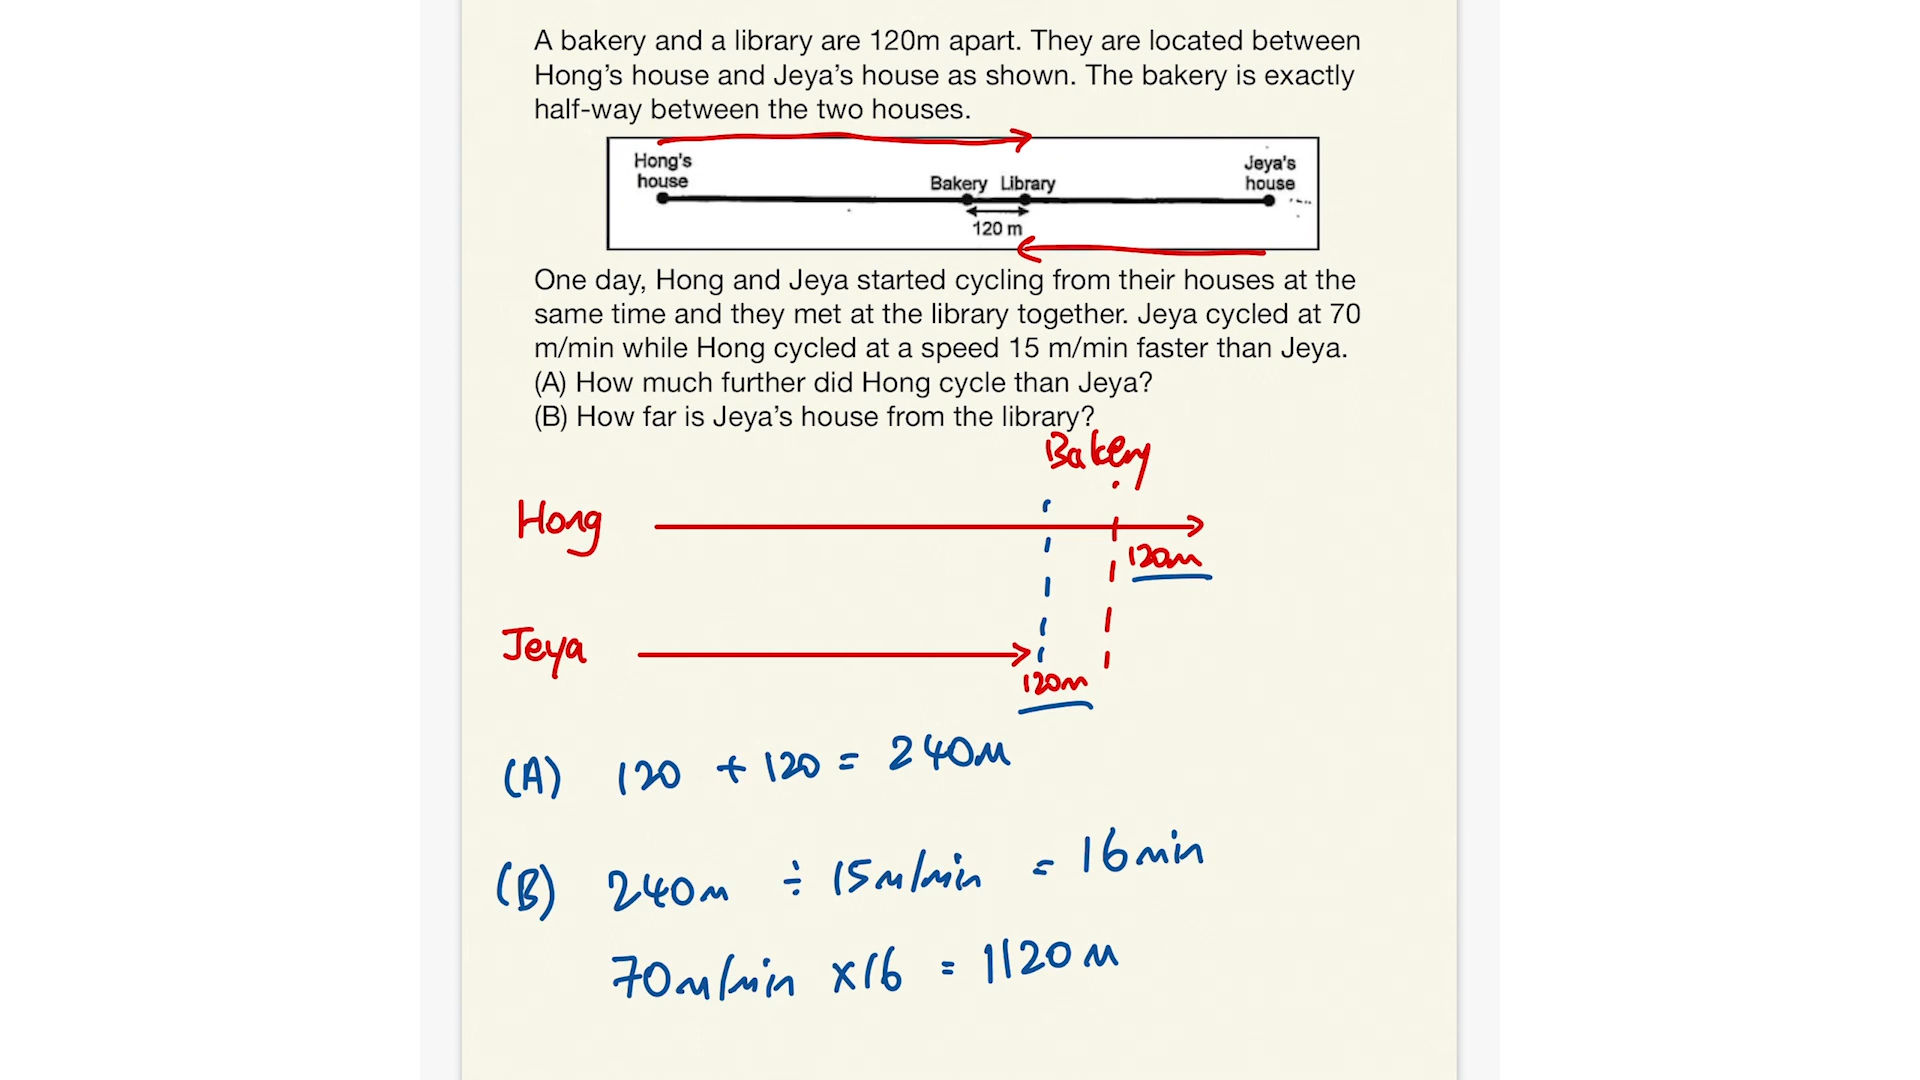 A bakery and a library are 120m apart. They are located between
Hong’s house and Jeya’s house as shown. The bakery is exactly
half-way between the two houses.
Hong's
house
Bakery Library
Jeya's
house
120 m
One day, Hong and Jeya started cycling from their houses at the
same time and they met at the library together. Jeya cycled at 70
m/min while Hong cycled at a speed 15 m/min faster than Jeya.
(A) How much further did Hong cycle than Jeya?
(B) How far is Jeya’s house from the library?
Bakery
Hong
120m
Jeya
120m
(A) 120 + 120 = 240m
(B) 240m ÷ 15m/min = 16min
70m/min x16 = 1120m